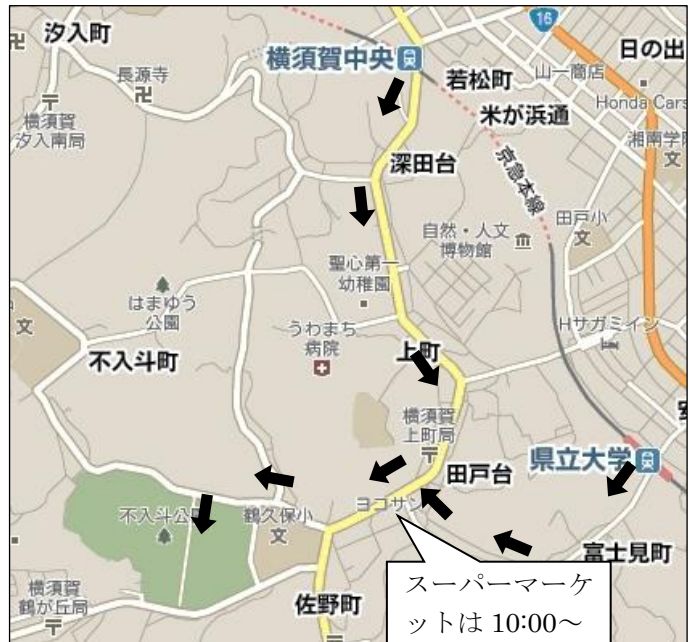 汐入町
16
日の出
横須賀中央
長源寺
若松町
山一商店
米が浜通
Honda Cars
横須賀
汐入南局
湘南学院
深田台
京急本線
田戸小
文
自然・人文
博物館
聖心第一
幼稚園
はまゆう
公園
文
うわまち
病院
Hサガミイン
不入斗町
上町
横須賀
上町局
県立大学
田戸台
ヨコサン
不入斗公
鶴久保小
文
富士見町
スーパーマーケ
ットは 10:00~
横須賀
鶴が丘局
佐野町